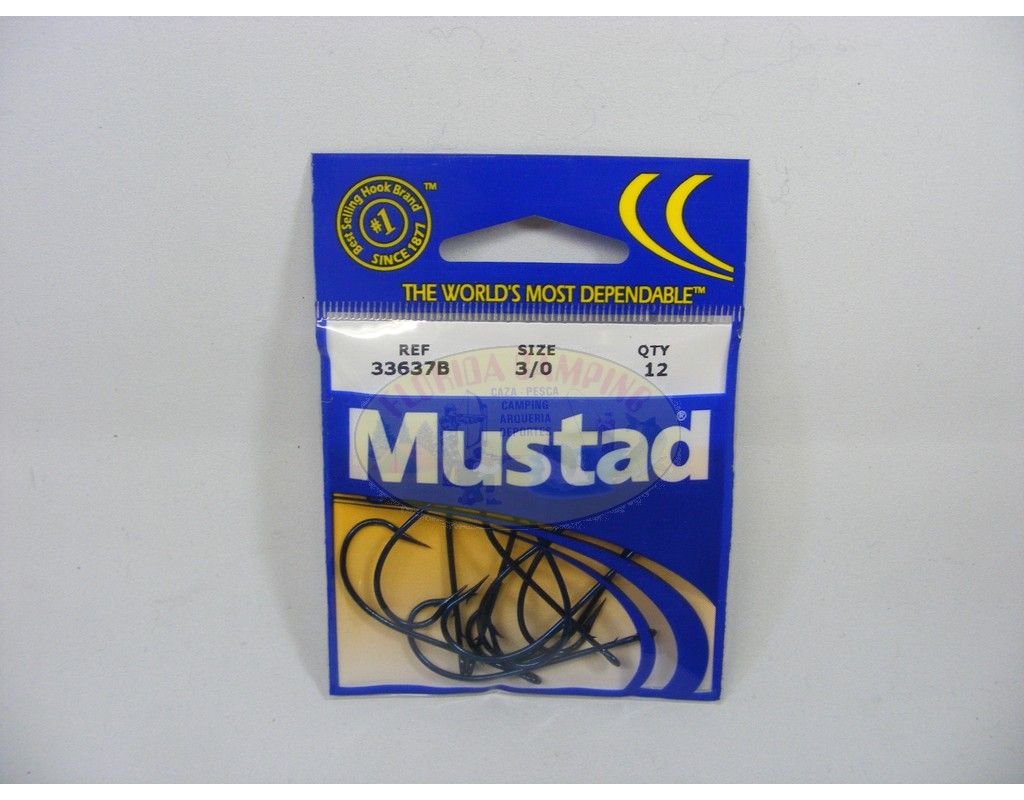 Best Selling Hook Brand
#1
SINCE 1871
™
THE WORLD'S MOST DEPENDABLE™
REF SIZE QTY
33637B 3/0 12
FLORIDA CAMPING
CAZA - PESCA
CAMPING
ARQUERIA
DEPORTES
Mustad®